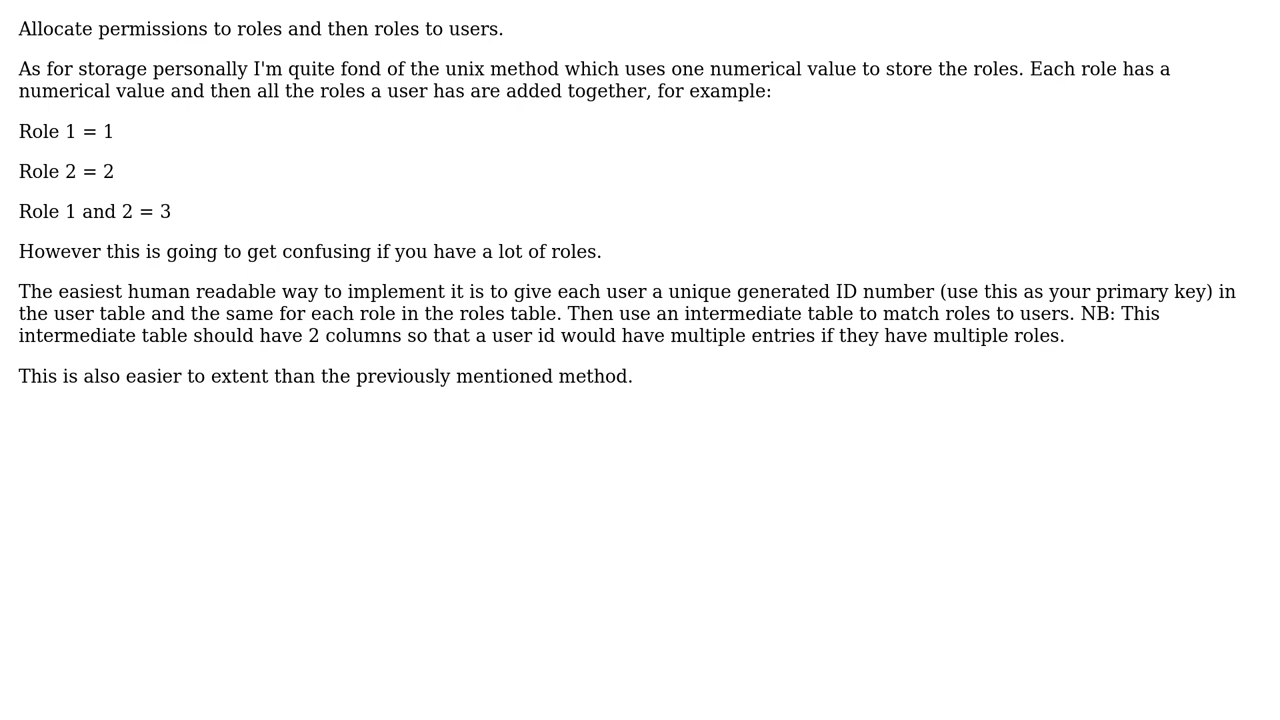 Allocate permissions to roles and then roles to users.
As for storage personally I'm quite fond of the unix method which uses one numerical value to store the roles. Each role has a
numerical value and then all the roles a user has are added together, for example:
Role 1 = 1
Role 2 = 2
Role 1 and 2 = 3
However this is going to get confusing if you have a lot of roles.
The easiest human readable way to implement it is to give each user a unique generated ID number (use this as your primary key) in
the user table and the same for each role in the roles table. Then use an intermediate table to match roles to users. NB: This
intermediate table should have 2 columns so that a user id would have multiple entries if they have multiple roles.
This is also easier to extent than the previously mentioned method.